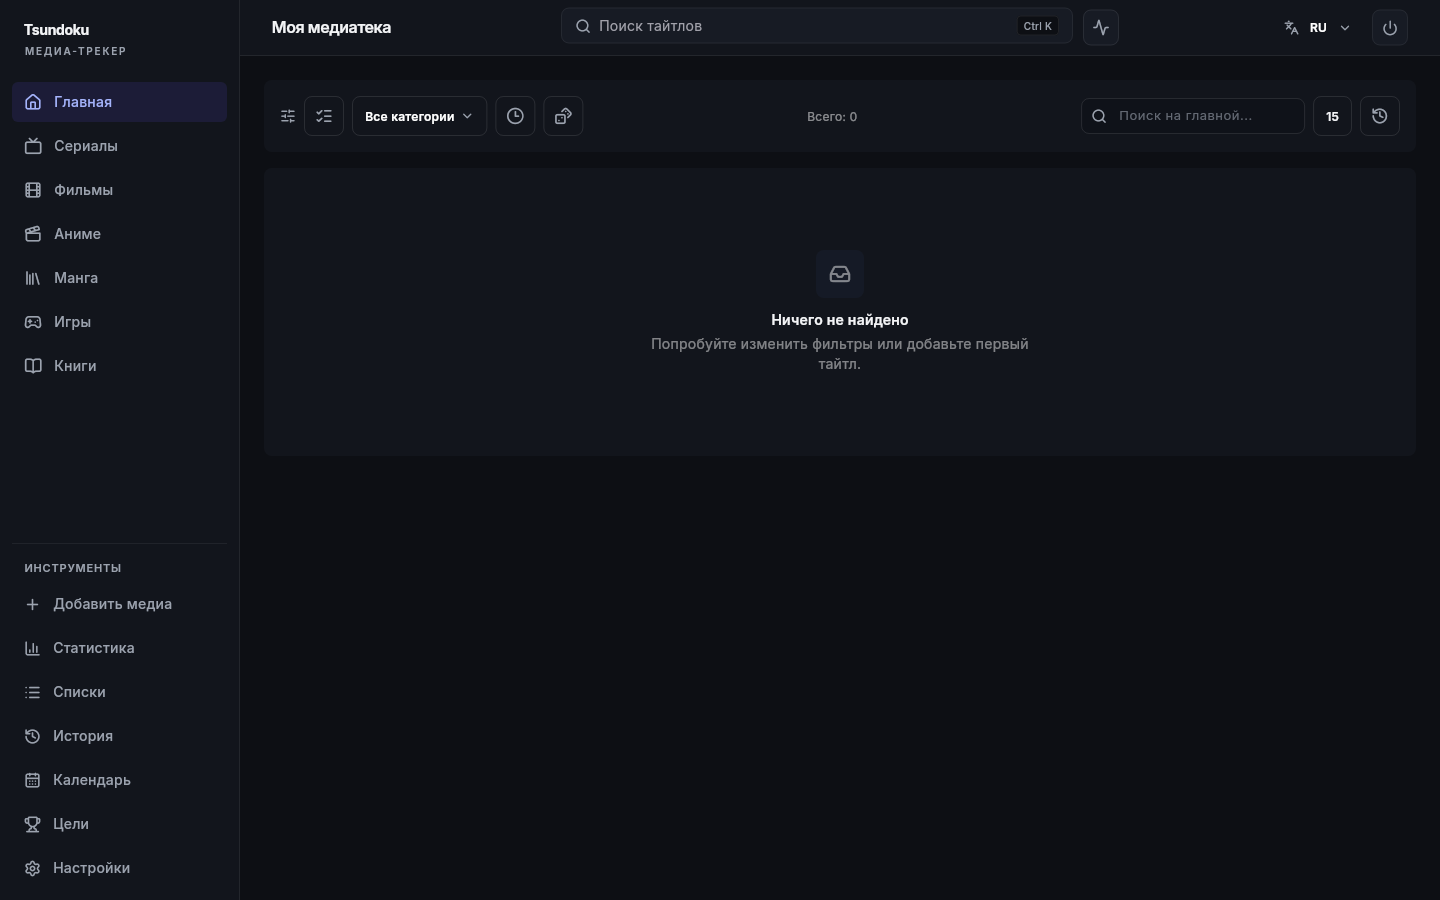 Tsundoku
МЕДИА-ТРЕКЕР
Главная
Сериалы
Фильмы
Аниме
Манга
Игры
Книги
ИНСТРУМЕНТЫ
Добавить медиа
Статистика
Списки
История
Календарь
Цели
Настройки
Моя медиатека
Поиск тайтлов
Ctrl K
RU
Все категории
Всего: 0
Поиск на главной...
15
Ничего не найдено
Попробуйте изменить фильтры или добавьте первый
тайтл.